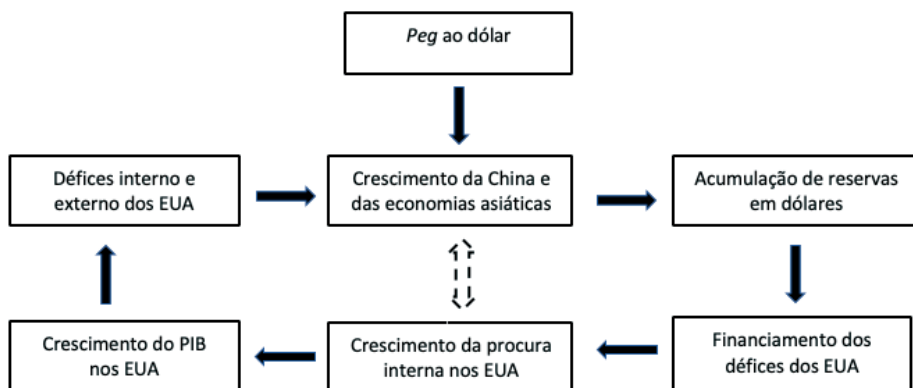 Peg ao dólar
Défices interno e
externo dos EUA
Crescimento da China e
das economias asiáticas
Acumulação de reservas
em dólares
Crescimento do PIB
nos EUA
Crescimento da procura
interna nos EUA
Financiamento dos
défices dos EUA